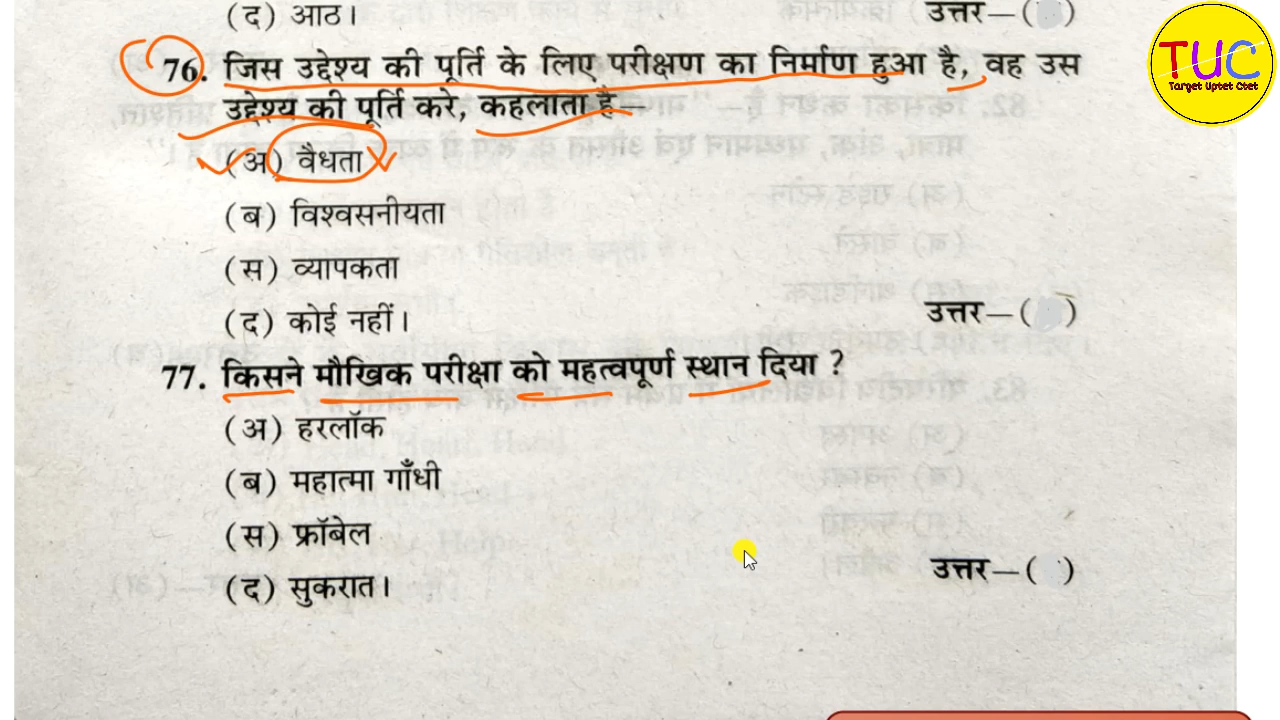 (द) आठ।
उत्तर–( )
TUC
Target Uptet Ctet
76. जिस उद्देश्य की पूर्ति के लिए परीक्षण का निर्माण हुआ है, वह उस
उद्देश्य की पूर्ति करे, कहलाता है–
(अ) वैधता
(ब) विश्वसनीयता
(स) व्यापकता
(द) कोई नहीं।
उत्तर–( )
77. किसने मौखिक परीक्षा को महत्वपूर्ण स्थान दिया ?
(अ) हरलॉक
(ब) महात्मा गाँधी
(स) फ्रॉबेल
(द) सुकरात।
उत्तर–( )